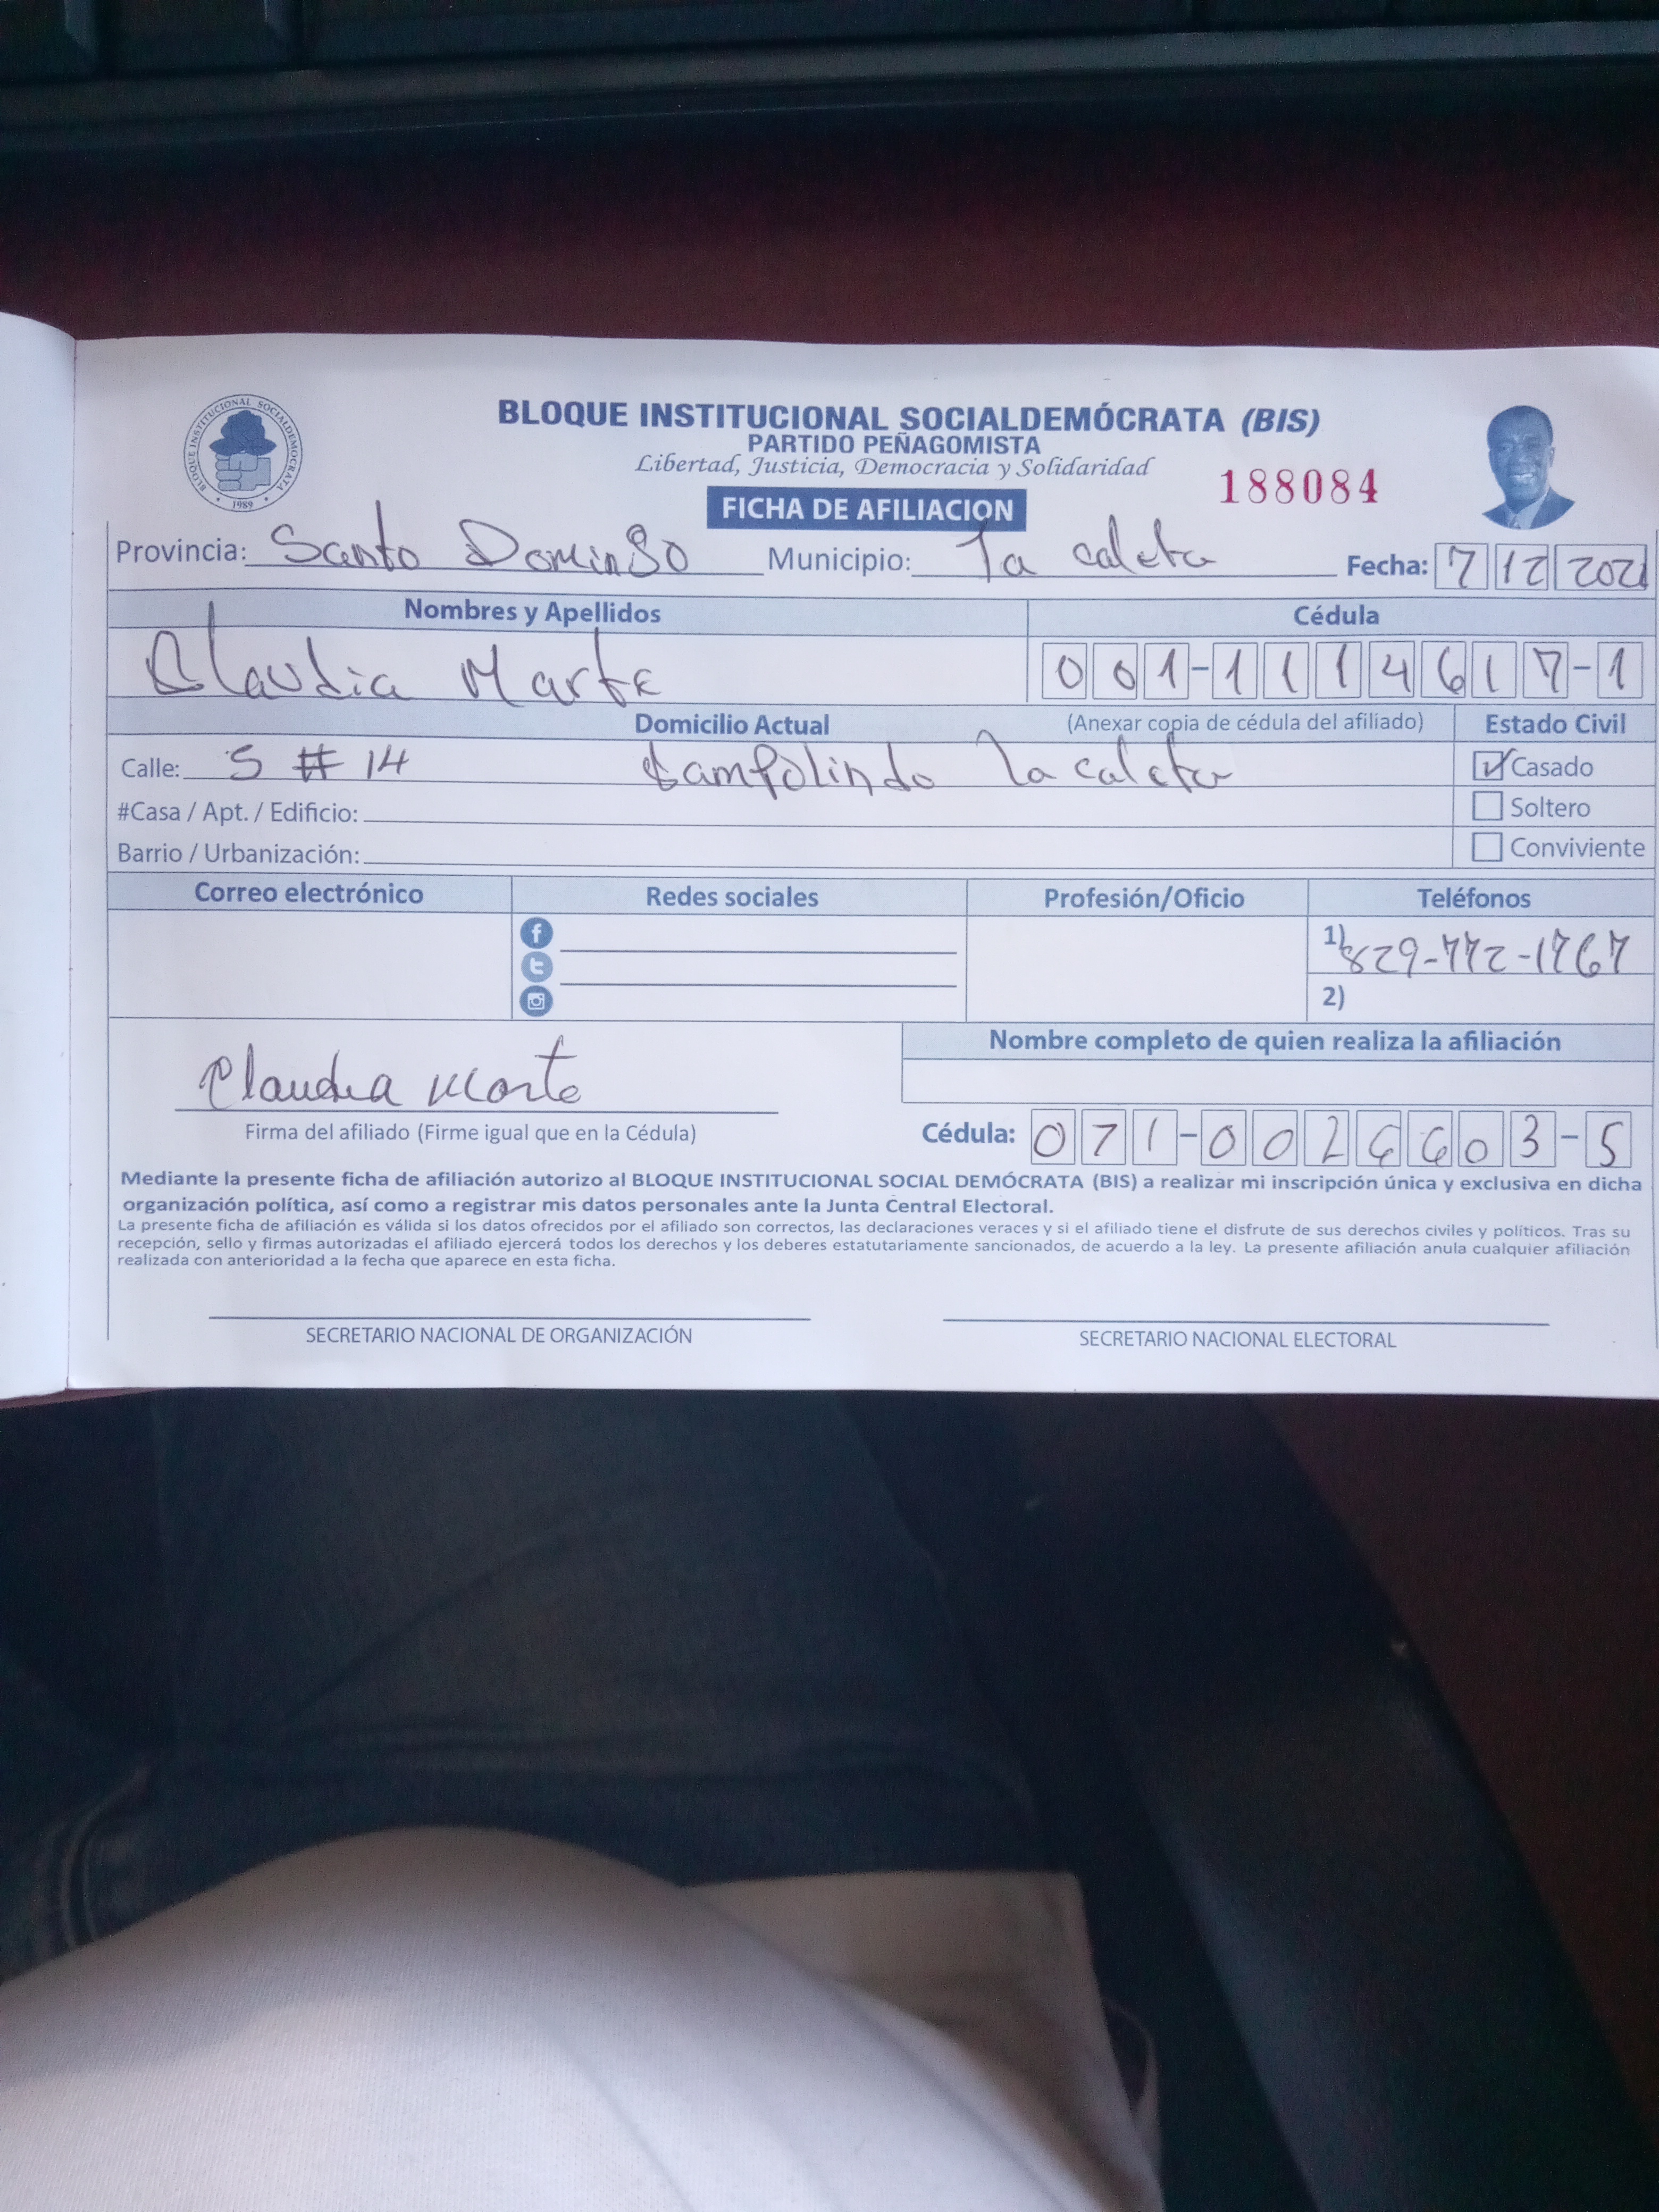 BLOQUE INSTITUCIONAL SOCIALDEMÓCRATA (BIS)
PARTIDO PEÑAGOMISTA
Libertad, Justicia, Democracia y Solidaridad
BLOQUE INSTITUCIONAL SOCIALDEMÓCRATA
1989
188084
FICHA DE AFILIACION
Provincia: Santo Domingo Municipio: la caleta Fecha: 7 12 2021
Nombres y Apellidos Cédula
Claudia Marte 001-1114617-1
Domicilio Actual (Anexar copia de cédula del afiliado) Estado Civil
Calle: S # 14 Campolindo la caleta Casado
#Casa / Apt. / Edificio: Soltero
Barrio / Urbanización: Conviviente
Correo electrónico Redes sociales Profesión/Oficio Teléfonos
1) 829-772-1767
2)
Nombre completo de quien realiza la afiliación
Claudia Marte
Firma del afiliado (Firme igual que en la Cédula) Cédula: 071-0026603-5
Mediante la presente ficha de afiliación autorizo al BLOQUE INSTITUCIONAL SOCIAL DEMÓCRATA (BIS) a realizar mi inscripción única y exclusiva en dicha
organización política, así como a registrar mis datos personales ante la Junta Central Electoral.
La presente ficha de afiliación es válida si los datos ofrecidos por el afiliado son correctos, las declaraciones veraces y si el afiliado tiene el disfrute de sus derechos civiles y políticos. Tras su
recepción, sello y firmas autorizadas el afiliado ejercerá todos los derechos y los deberes estatutariamente sancionados, de acuerdo a la ley. La presente afiliación anula cualquier afiliación
realizada con anterioridad a la fecha que aparece en esta ficha.
SECRETARIO NACIONAL DE ORGANIZACIÓN SECRETARIO NACIONAL ELECTORAL